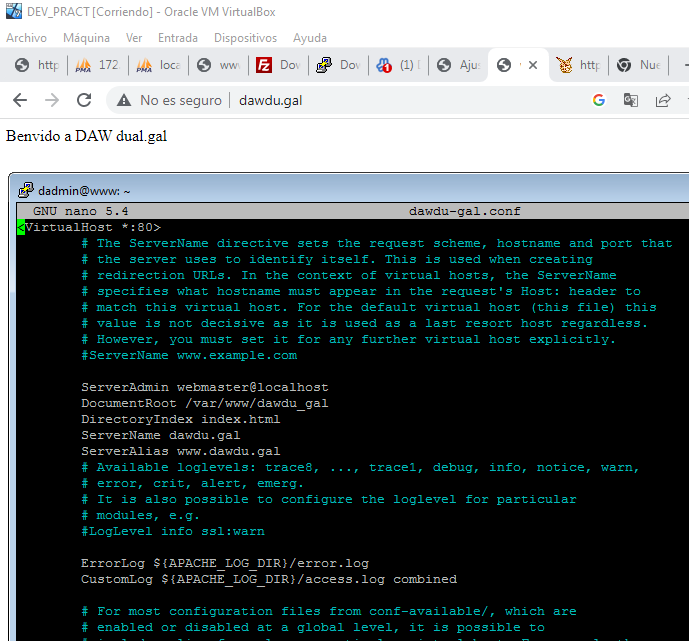 DEV_PRACT [Corriendo] - Oracle VM VirtualBox
Archivo Máquina Ver Entrada Dispositivos Ayuda
http 172 loca www Dov Dov (1) Aju http Nue
No es seguro dawdu.gal
Benvido a DAW dual.gal
dadmin@www: ~
GNU nano 5.4 dawdu-gal.conf
<VirtualHost *:80>
# The ServerName directive sets the request scheme, hostname and port that
# the server uses to identify itself. This is used when creating
# redirection URLs. In the context of virtual hosts, the ServerName
# specifies what hostname must appear in the request's Host: header to
# match this virtual host. For the default virtual host (this file) this
# value is not decisive as it is used as a last resort host regardless.
# However, you must set it for any further virtual host explicitly.
#ServerName www.example.com
ServerAdmin webmaster@localhost
DocumentRoot /var/www/dawdu_gal
DirectoryIndex index.html
ServerName dawdu.gal
ServerAlias www.dawdu.gal
# Available loglevels: trace8, ..., trace1, debug, info, notice, warn,
# error, crit, alert, emerg.
# It is also possible to configure the loglevel for particular
# modules, e.g.
#LogLevel info ssl:warn
ErrorLog ${APACHE_LOG_DIR}/error.log
CustomLog ${APACHE_LOG_DIR}/access.log combined
# For most configuration files from conf-available/, which are
# enabled or disabled at a global level, it is possible to